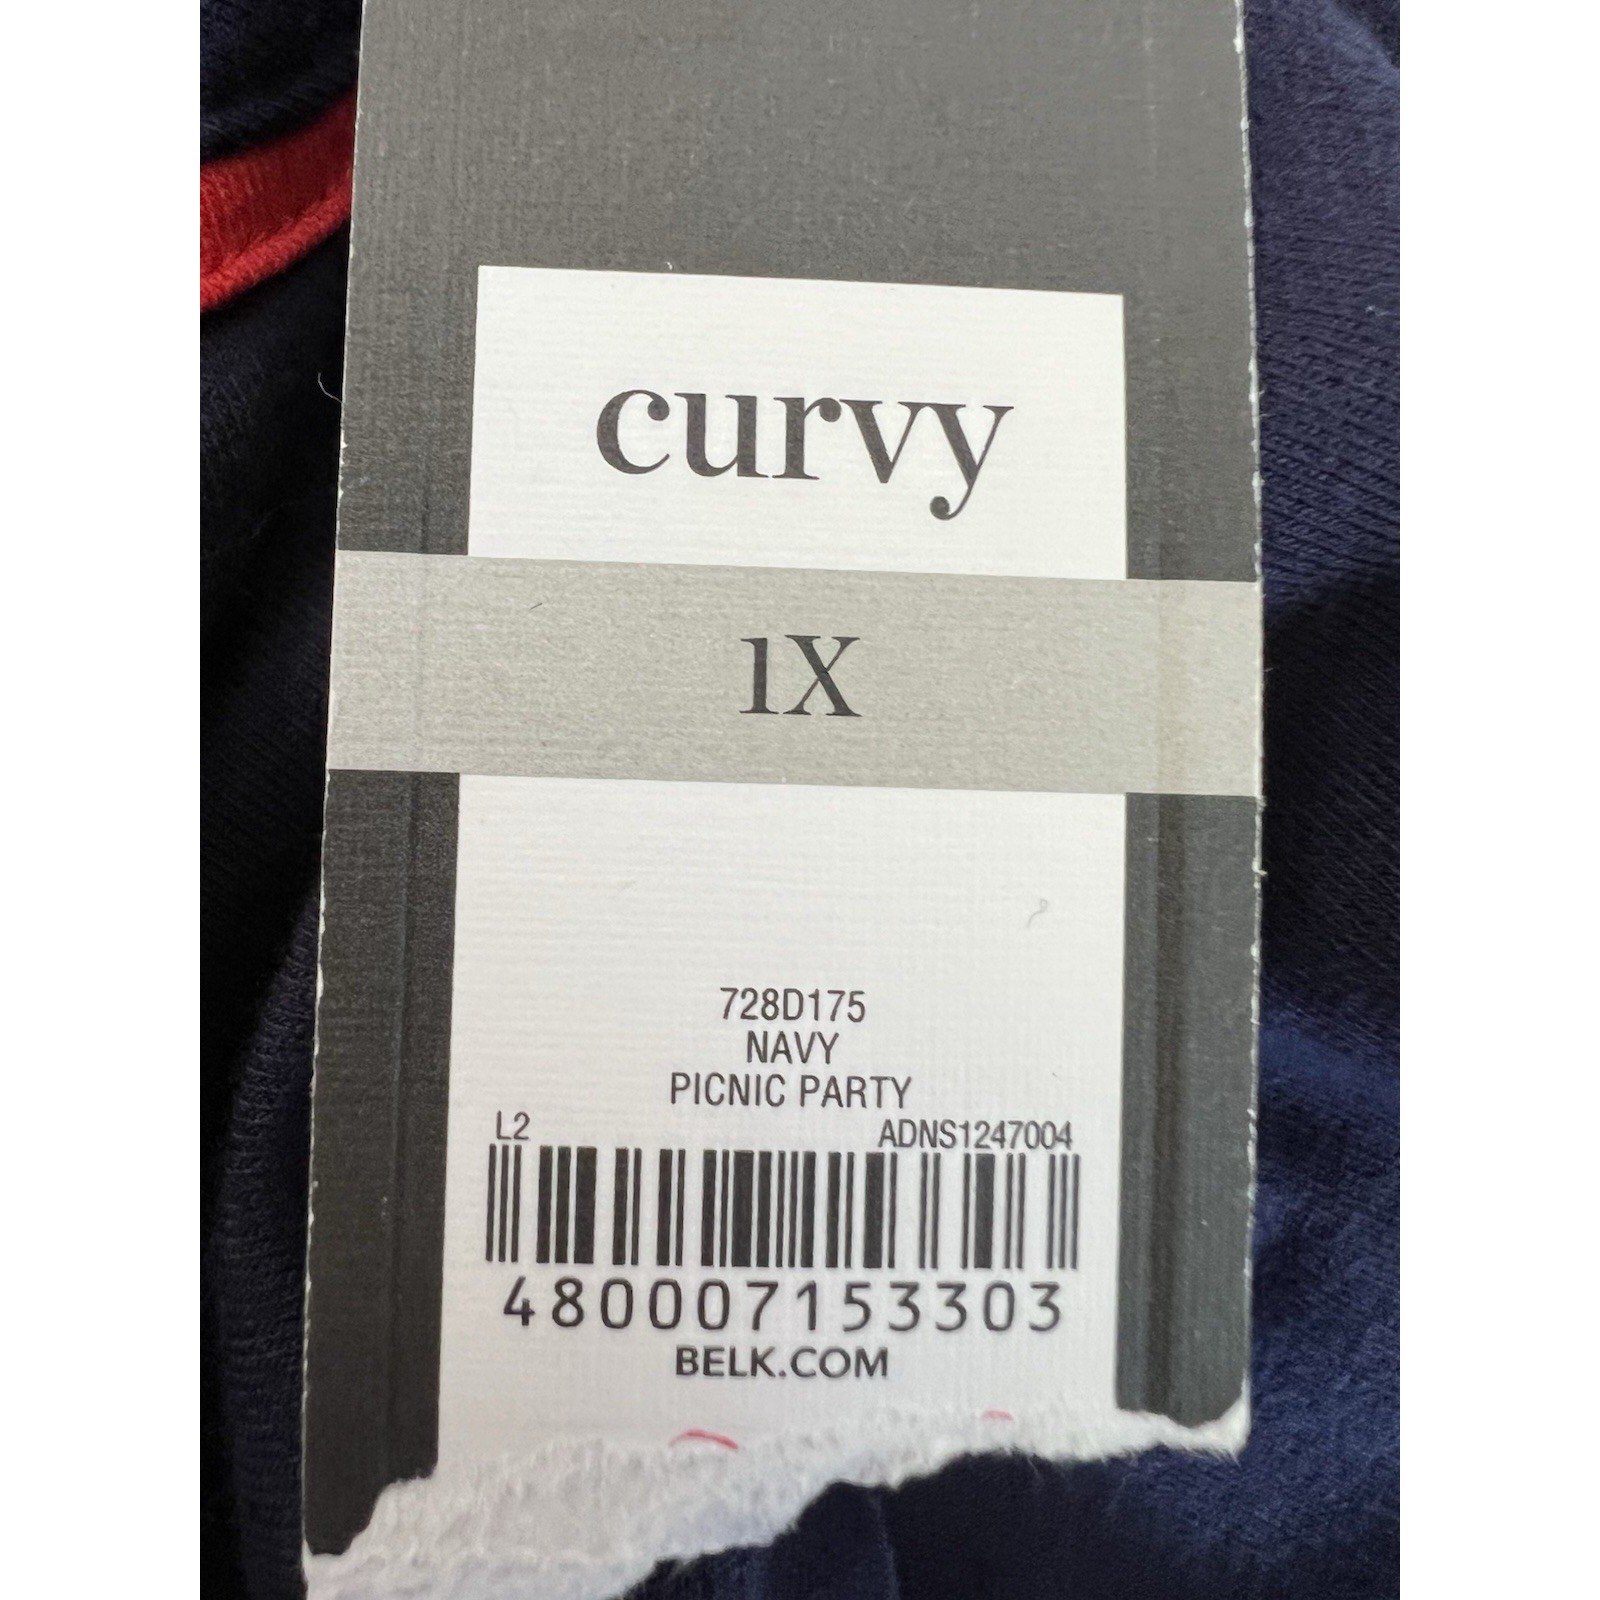 curvy
1X
728D175
NAVY
PICNIC PARTY
L2 ADNS1247004
480007153303
BELK.COM